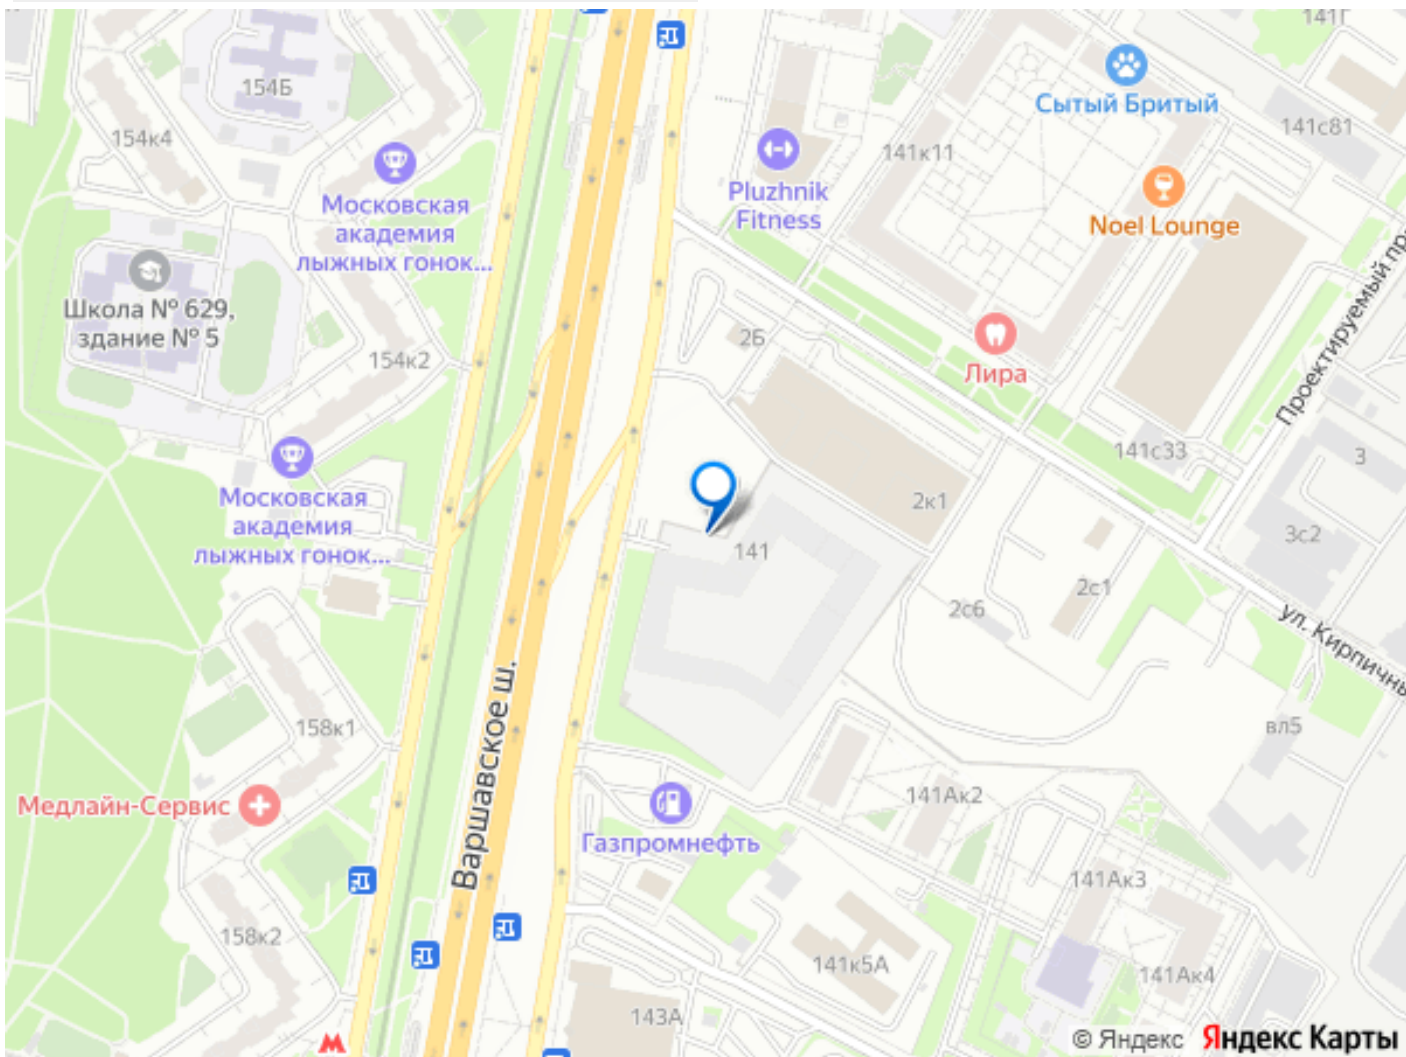 141Г
154Б
Сытый Бритый
141с81
154к4
141к11
Pluzhnik
Fitness
Московская
академия
лыжных гонок...
Noel Lounge
Школа № 629,
здание № 5
2Б
154к2
Лира
Проектируемый пр
141с33
3
Московская
академия
лыжных гонок...
2к1
3с2
141
2с1
2с6
ул. Кирпичны
Варшавское ш.
158к1
вл5
Медлайн-Сервис
141Ак2
Газпромнефть
141Ак3
158к2
141к5А
141Ак4
143А
© Яндекс Яндекс Карты